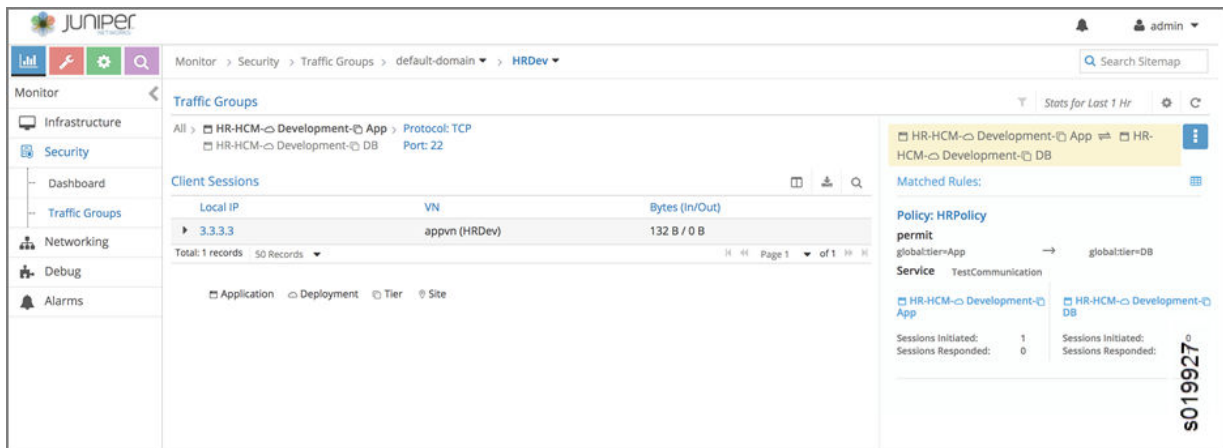 JUNIPER
NETWORKS
admin
Monitor > Security > Traffic Groups > default-domain > HRDev
Search Sitemap
Monitor
Infrastructure
Security
Dashboard
Traffic Groups
Networking
Debug
Alarms
Traffic Groups
Stats for Last 1 Hr
All > HR-HCM- Development- App > Protocol: TCP
HR-HCM- Development- DB Port: 22
Client Sessions
Local IP VN Bytes (In/Out)
3.3.3.3 appvn (HRDev) 132 B / 0 B
Total: 1 records 50 Records Page 1 of 1
Application Deployment Tier Site
HR-HCM- Development- App ⇌ HR-
HCM- Development- DB
Matched Rules:
Policy: HRPolicy
permit
global:tier=App → global:tier=DB
Service TestCommunication
HR-HCM- Development- HR-HCM- Development-
App DB
Sessions Initiated: 1 Sessions Initiated: 0
Sessions Responded: 0 Sessions Responded:
s019927